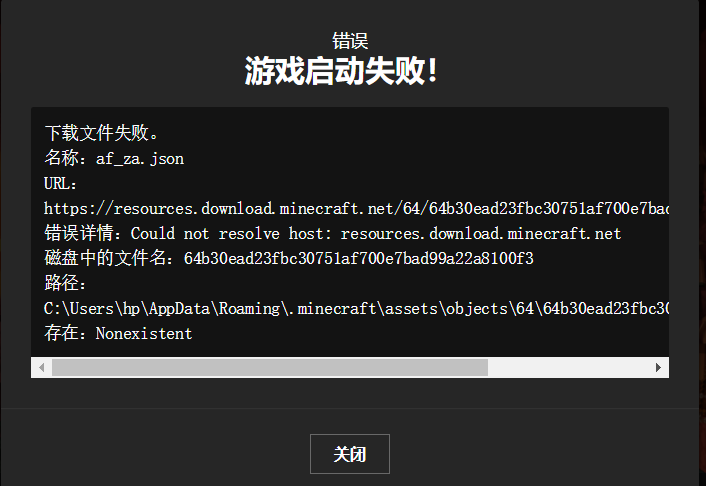 错误
游戏启动失败！
下载文件失败。
名称：af_za.json
URL：
https://resources.download.minecraft.net/64/64b30ead23fbc30751af700e7bad
错误详情：Could not resolve host: resources.download.minecraft.net
磁盘中的文件名：64b30ead23fbc30751af700e7bad99a22a8100f3
路径：
C:\Users\hp\AppData\Roaming\.minecraft\assets\objects\64\64b30ead23fbc30
存在：Nonexistent
关闭